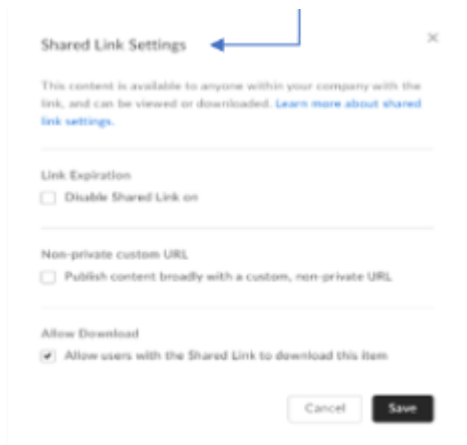 Shared Link Settings
This content is available to anyone within your company with the
link, and can be viewed or downloaded. Learn more about shared
link settings.
Link Expiration
Disable Shared Link on
Non-private custom URL
Publish content broadly with a custom, non-private URL
Allow Download
Allow users with the Shared Link to download this item
Cancel
Save